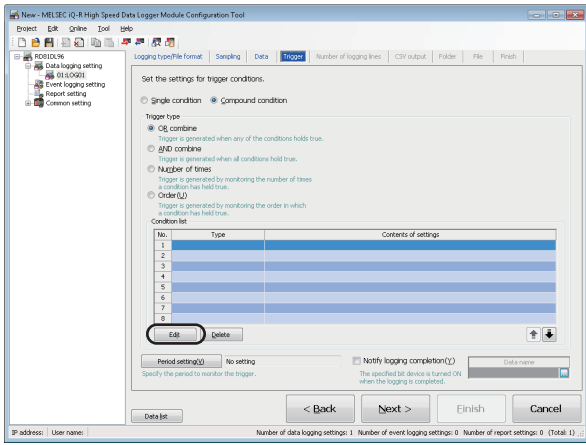 New - MELSEC iQ-R High Speed Data Logger Module Configuration Tool
Project Edit Online Tool Help
RD81DL96
Data logging setting
01:LOG01
Event logging setting
Report setting
Common setting
Logging type/File format Sampling Data Trigger Number of logging lines CSV output Folder File Finish
Set the settings for trigger conditions.
Single condition Compound condition
Trigger type
OR combine
Trigger is generated when any of the conditions holds true.
AND combine
Trigger is generated when all conditions hold true.
Number of times
Trigger is generated by monitoring the number of times
a condition has held true.
Order(U)
Trigger is generated by monitoring the order in which
a condition has held true.
Condition list
No. Type Contents of settings
1
2
3
4
5
6
7
8
Edit Delete
Period setting(V) No setting
Specify the period to monitor the trigger.
Notify logging completion(Y) Data name
The specified bit device is turned ON
when the logging is completed.
...
Data list
< Back Next > Finish Cancel
IP address: User name: Number of data logging settings: 1 Number of event logging settings: 0 Number of report settings: 0 (Total: 1)